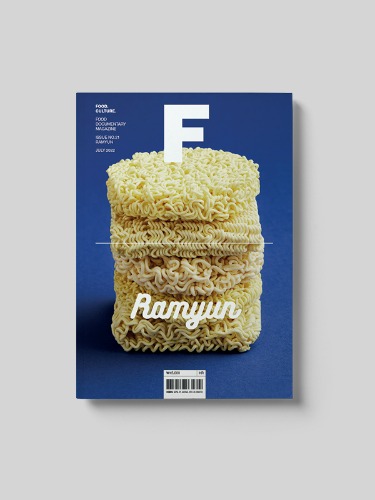 FOOD.
CULTURE.
FOOD
DOCUMENTARY
MAGAZINE
ISSUE NO.21
RAMYUN
JULY 2022
F
Ramyun